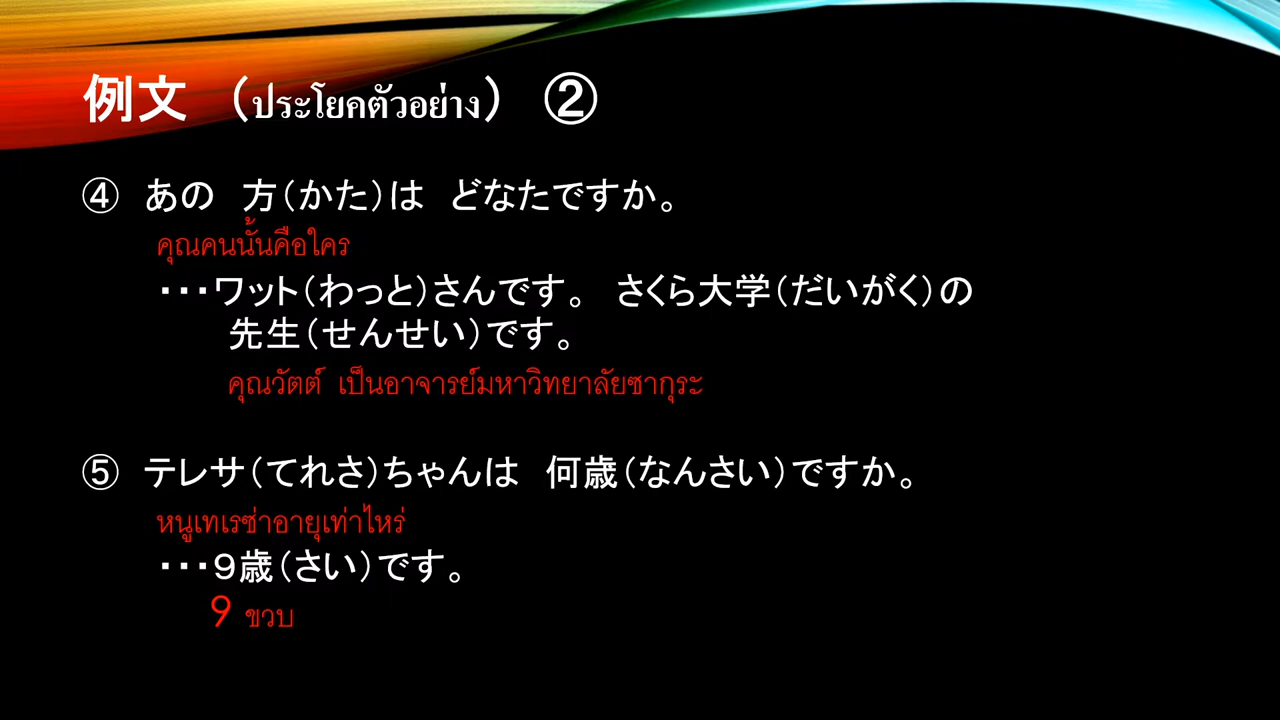 例文 （ประโยคตัวอย่าง） ②
④ あの 方（かた）は どなたですか。
คุณคนนั้นคือใคร
・・・ワット（わっと）さんです。 さくら大学（だいがく）の
先生（せんせい）です。
คุณวัตต์ เป็นอาจารย์มหาวิทยาลัยซากุระ
⑤ テレサ（てれさ）ちゃんは 何歳（なんさい）ですか。
หนูเทเรซ่าอายุเท่าไหร่
・・・９歳（さい）です。
9 ขวบ